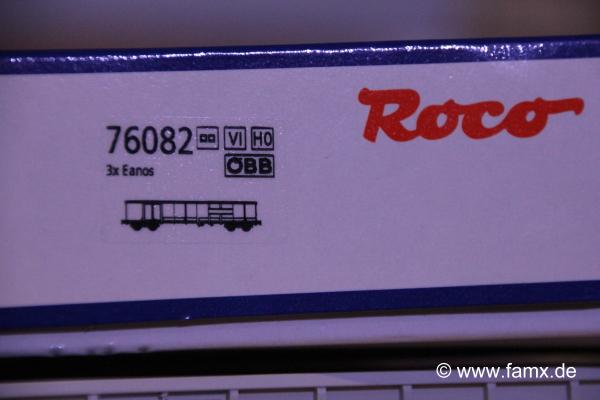 Roco
76082 VI H0
ÖBB
3x Eanos
© www.famx.de